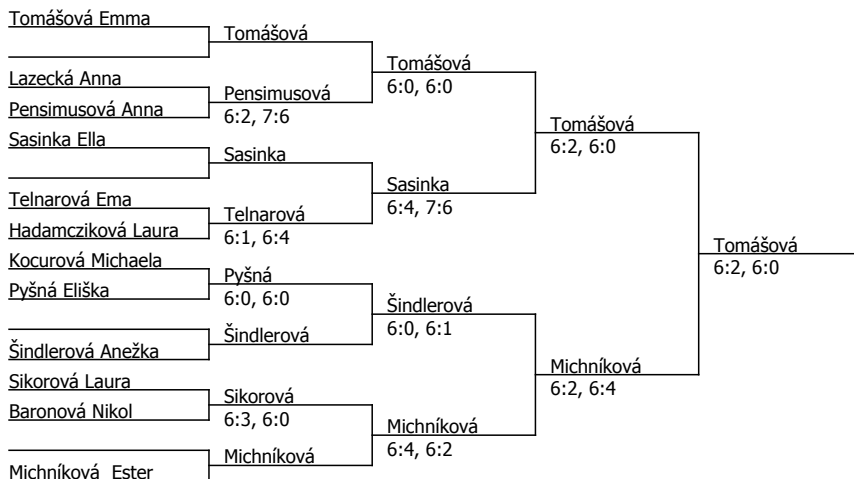 Tomášová Emma
Tomášová
Tomášová
6:0, 6:0
Lazecká Anna
Pensimusová
Pensimusová Anna
6:2, 7:6
Tomášová
6:2, 6:0
Sasinka Ella
Sasinka
Sasinka
6:4, 7:6
Telnarová Ema
Telnarová
Hadamcziková Laura
6:1, 6:4
Tomášová
6:2, 6:0
Kocurová Michaela
Pyšná
Pyšná Eliška
6:0, 6:0
Šindlerová
6:0, 6:1
Šindlerová
Šindlerová Anežka
Michníková
6:2, 6:4
Sikorová Laura
Sikorová
Baronová Nikol
6:3, 6:0
Michníková
6:4, 6:2
Michníková
Michníková  Ester